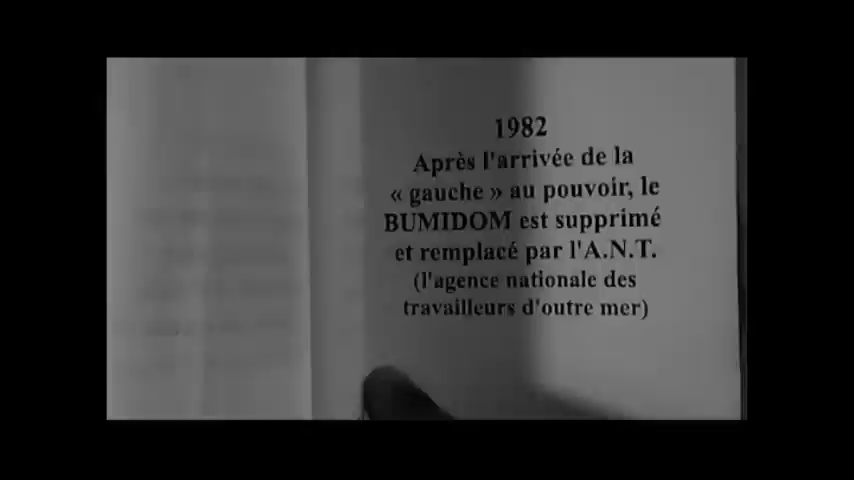 1982
Après l'arrivée de la
« gauche » au pouvoir, le
BUMIDOM est supprimé
et remplacé par l'A.N.T.
(l'agence nationale des
travailleurs d'outre mer)